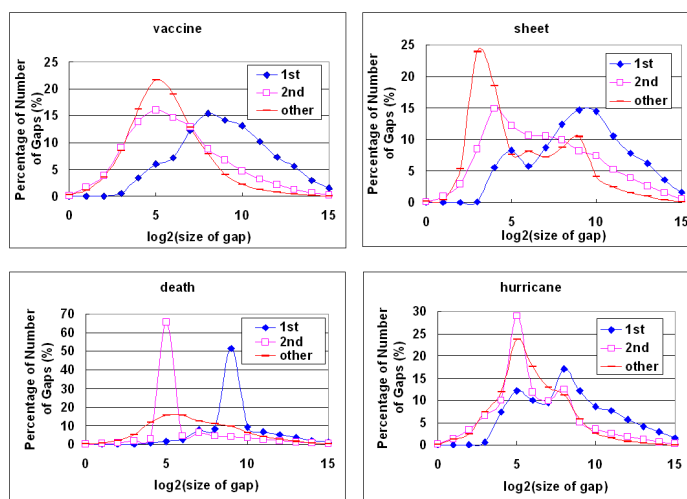 vaccine
Percentage of Number
of Gaps (%)
25
20
15
10
5
0
1st
2nd
other
0 5 10 15
log2(size of gap)
sheet
Percentage of Number
of Gaps (%)
25
20
15
10
5
0
1st
2nd
other
0 5 10 15
log2(size of gap)
death
Percentage of Number
of Gaps (%)
70
60
50
40
30
20
10
0
1st
2nd
other
0 5 10 15
log2(size of gap)
hurricane
Percentage of Number
of Gaps (%)
30
25
20
15
10
5
0
1st
2nd
other
0 5 10 15
log2(size of gap)